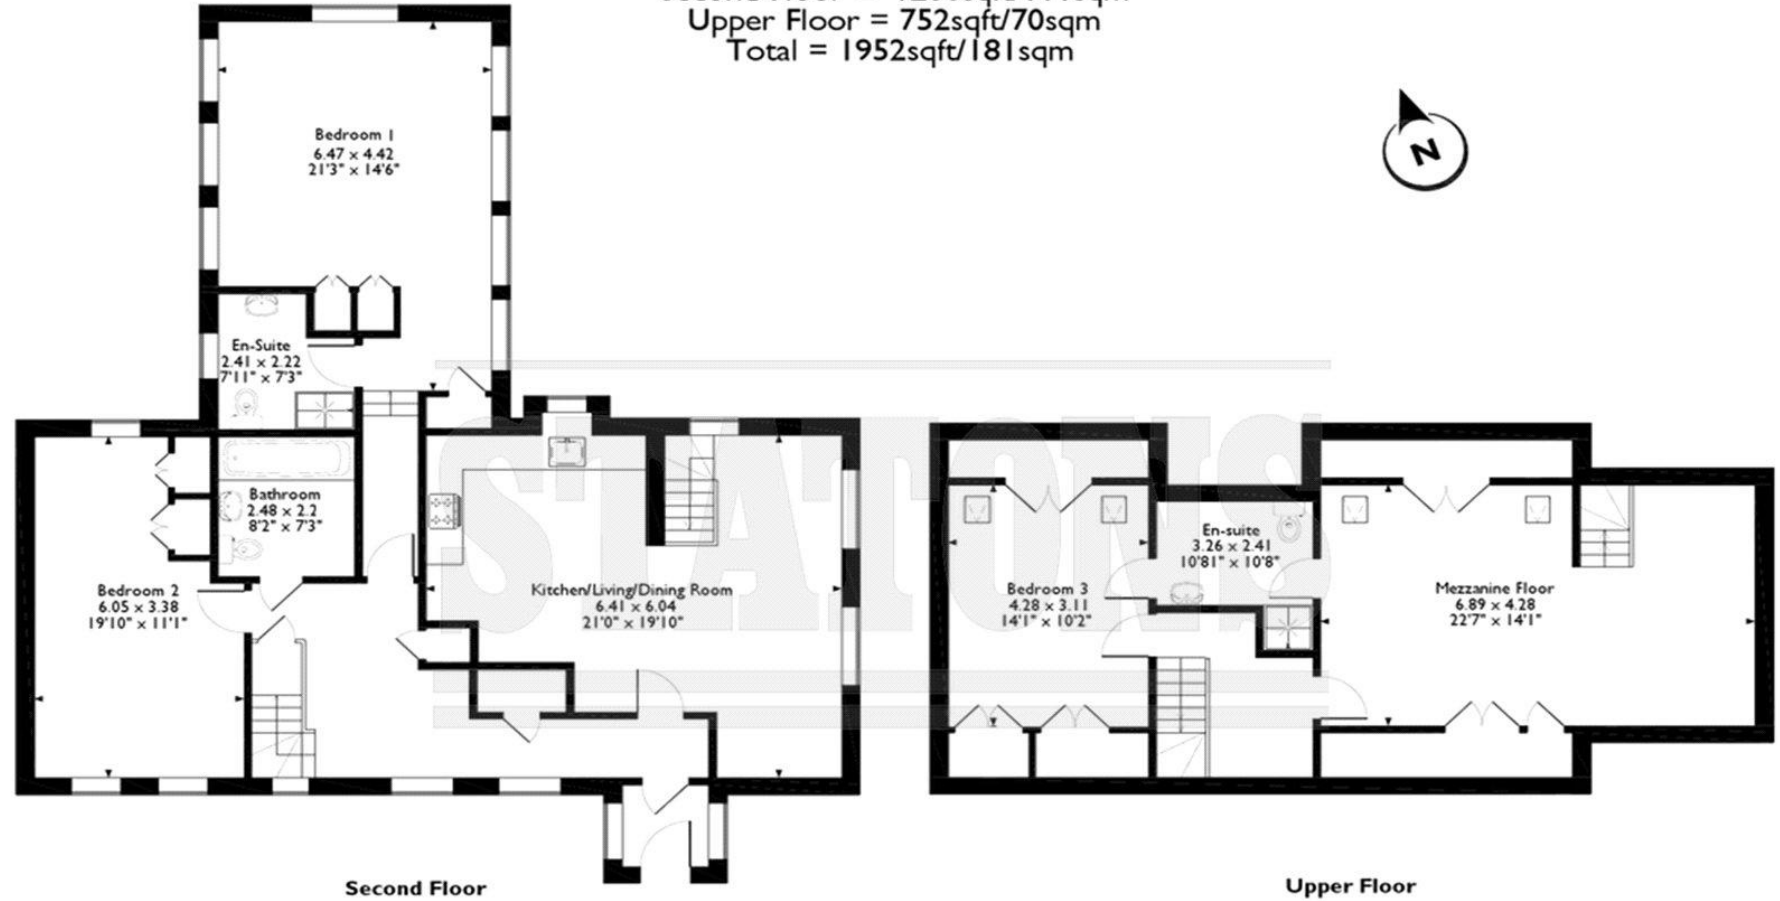 Upper Floor = 752sqft/70sqm
Total = 1952sqft/181sqm
N
Bedroom 1
6.47 x 4.42
21'3" x 14'6"
En-Suite
2.41 x 2.22
7'11" x 7'3"
Bathroom
2.48 x 2.2
8'2" x 7'3"
Bedroom 2
6.05 x 3.38
19'10" x 11'1"
Kitchen/Living/Dining Room
6.41 x 6.04
21'0" x 19'10"
STATONS
Bedroom 3
4.28 x 3.11
14'1" x 10'2"
En-suite
3.26 x 2.41
10'81" x 10'8"
Mezzanine Floor
6.89 x 4.28
22'7" x 14'1"
Second Floor
Upper Floor